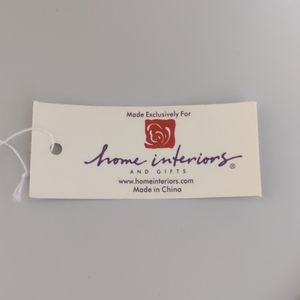 Made Exclusively For
home interiors®
AND GIFTS
www.homeinteriors.com
Made in China